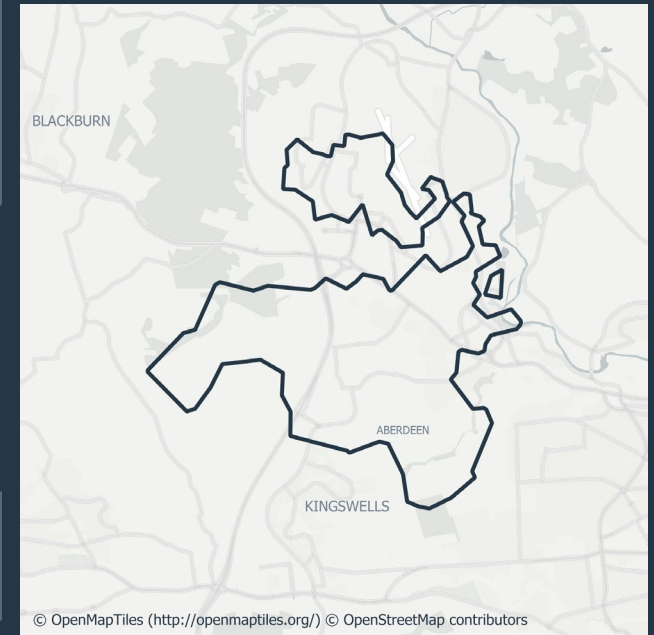 BLACKBURN
ABERDEEN
KINGSWELLS
© OpenMapTiles (http://openmaptiles.org/) © OpenStreetMap contributors